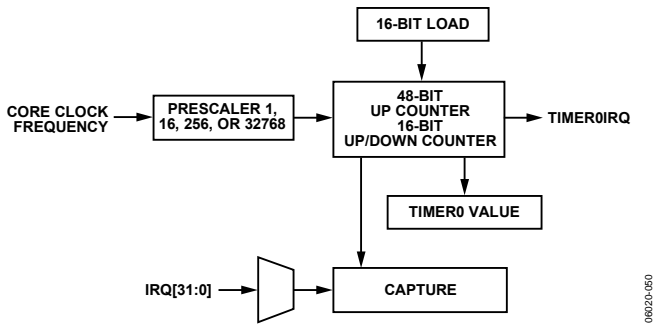 16-BIT LOAD
CORE CLOCK
FREQUENCY
PRESCALER 1,
16, 256, OR 32768
48-BIT
UP COUNTER
16-BIT
UP/DOWN COUNTER
TIMER0IRQ
TIMER0 VALUE
IRQ[31:0]
CAPTURE
06020-050